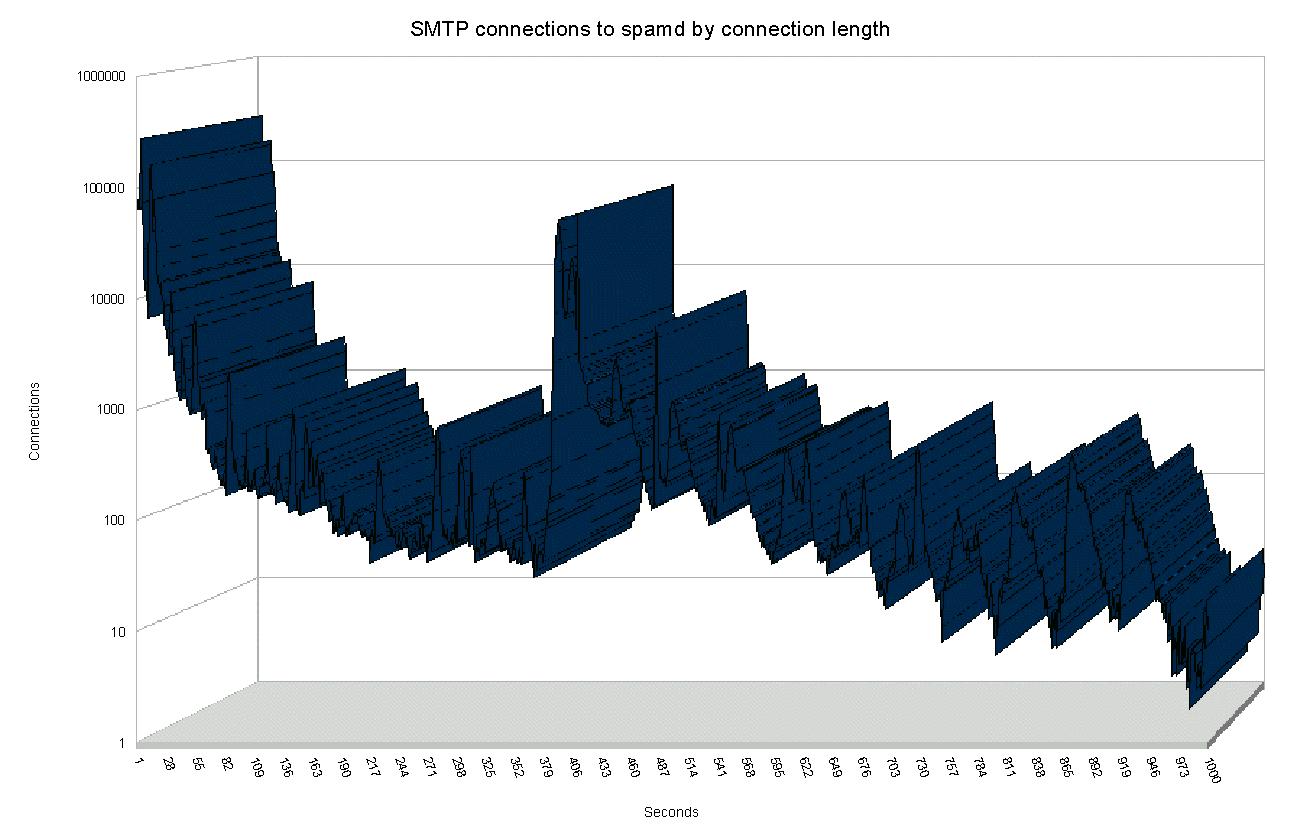 SMTP connections to spamd by connection length
1000000
100000
10000
1000
100
10
1
Connections
1 28 55 82 109 136 163 190 217 244 271 298 325 352 379 406 433 460 487 514 541 568 595 622 649 676 703 730 757 784 811 838 865 892 919 946 973 1000
Seconds